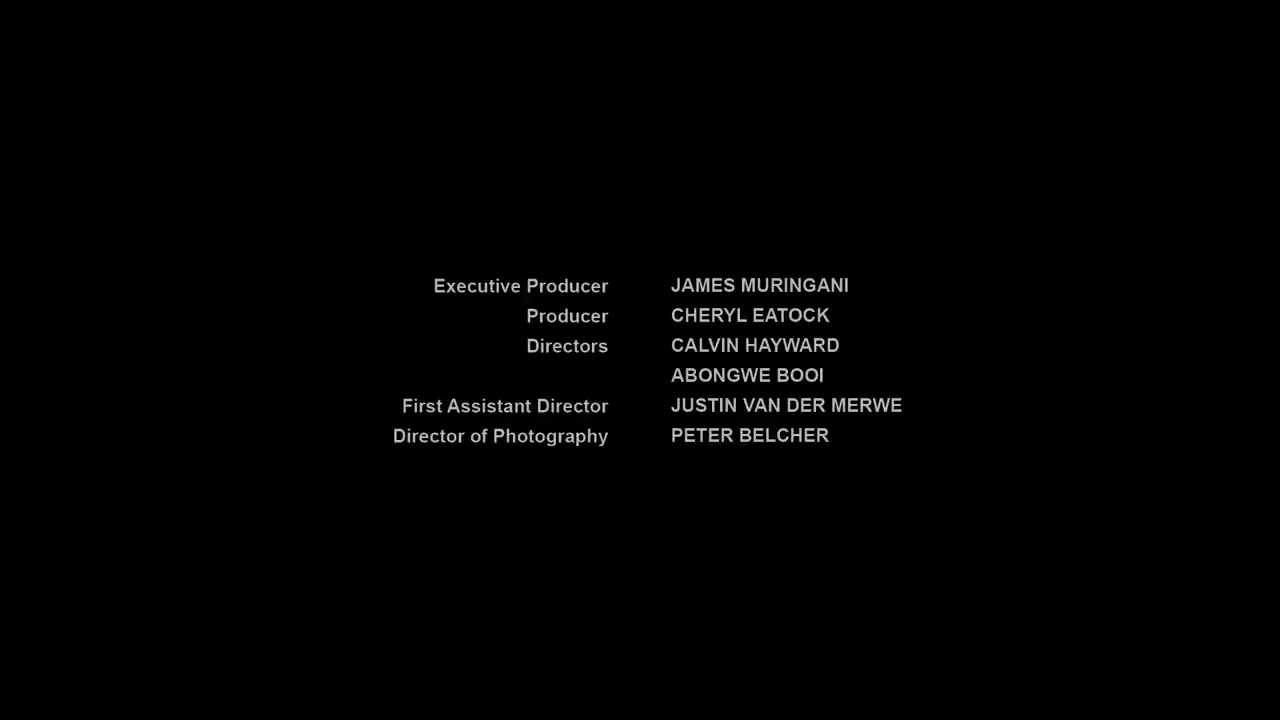 Executive Producer JAMES MURINGANI
Producer CHERYL EATOCK
Directors CALVIN HAYWARD
ABONGWE BOOI
First Assistant Director JUSTIN VAN DER MERWE
Director of Photography PETER BELCHER